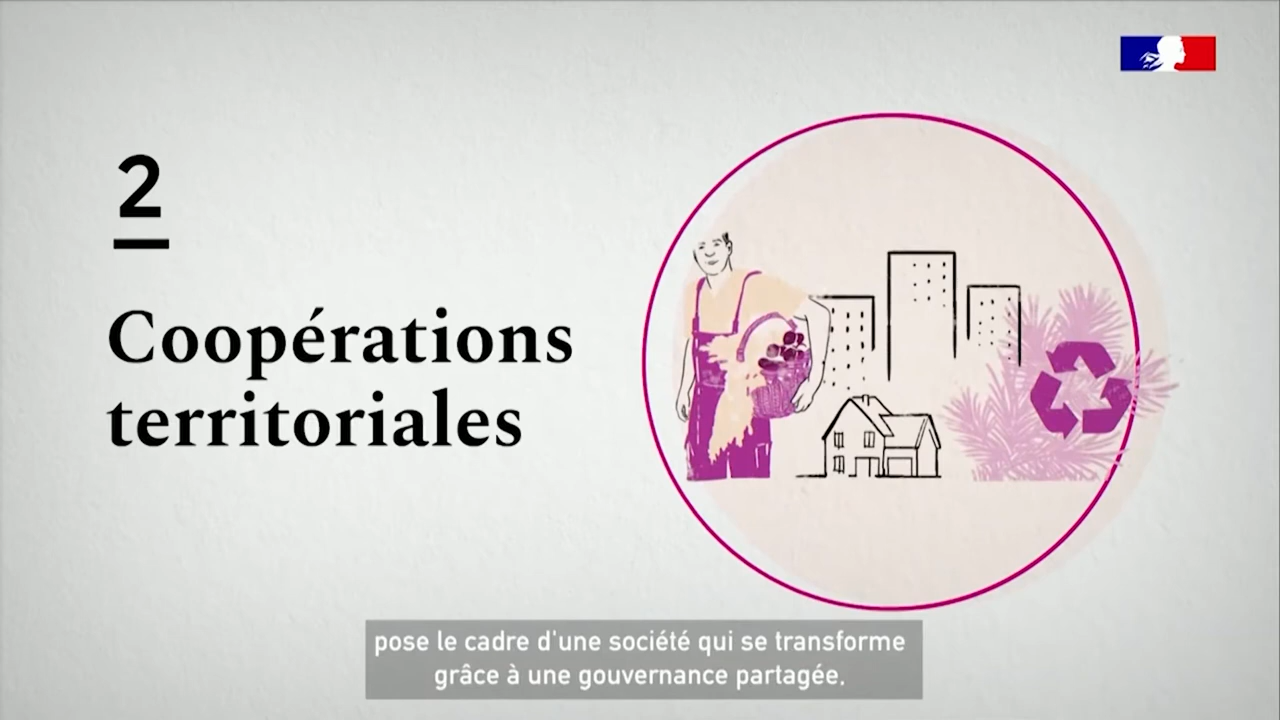 2
Coopérations
territoriales
pose le cadre d'une société qui se transforme
grâce à une gouvernance partagée.